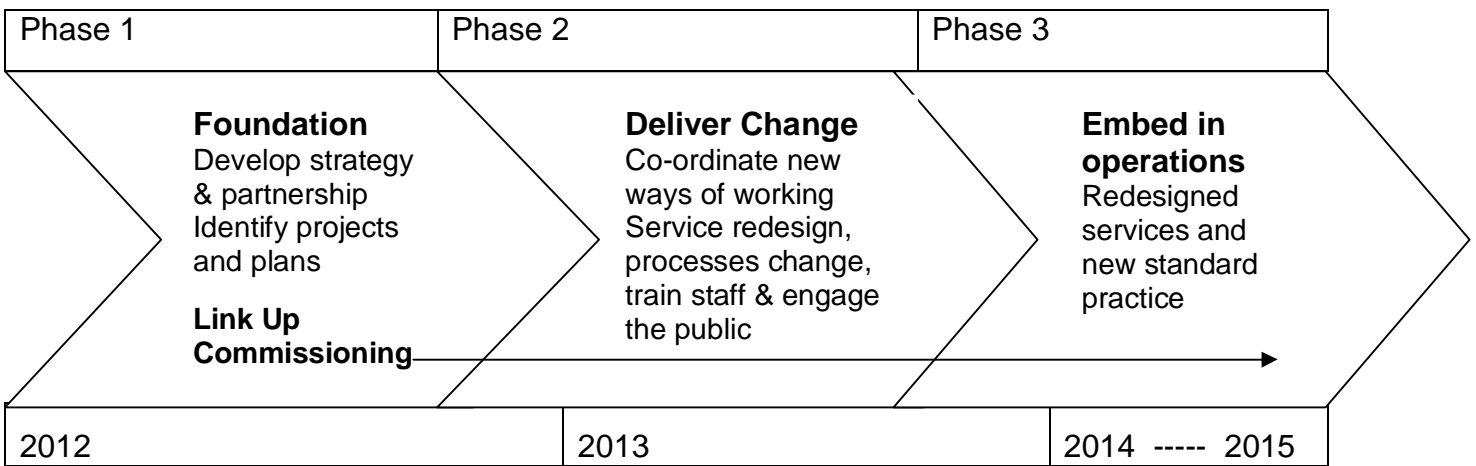 Phase 1
Phase 2
Phase 3
Foundation
Develop strategy
& partnership
Identify projects
and plans
Link Up
Commissioning
Deliver Change
Co-ordinate new
ways of working
Service redesign,
processes change,
train staff & engage
the public
Embed in
operations
Redesigned
services and
new standard
practice
2012
2013
2014 ----- 2015